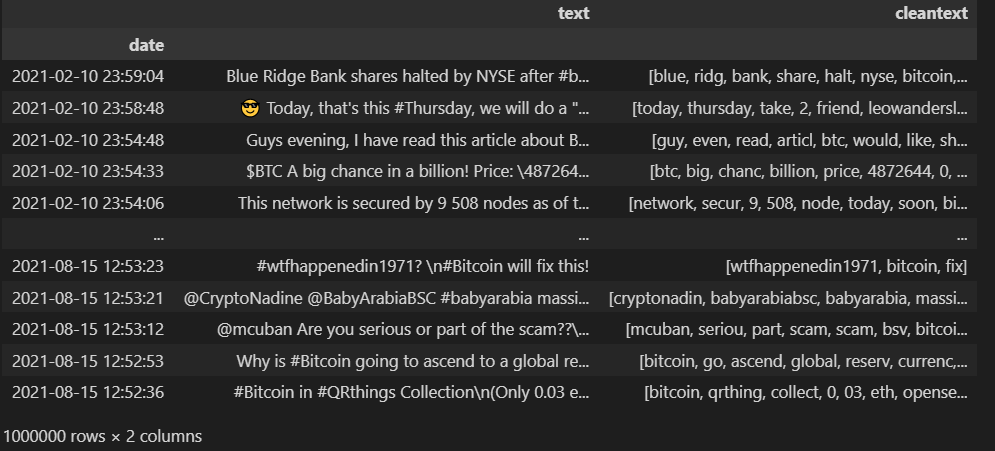 text cleantext
date
2021-02-10 23:59:04 Blue Ridge Bank shares halted by NYSE after #b... [blue, ridg, bank, share, halt, nyse, bitcoin,...
2021-02-10 23:58:48 😎 Today, that's this #Thursday, we will do a "... [today, thursday, take, 2, friend, leowandersl...
2021-02-10 23:54:48 Guys evening, I have read this article about B... [guy, even, read, articl, btc, would, like, sh...
2021-02-10 23:54:33 $BTC A big chance in a billion! Price: \487264... [btc, big, chanc, billion, price, 4872644, 0, ...
2021-02-10 23:54:06 This network is secured by 9 508 nodes as of t... [network, secur, 9, 508, node, today, soon, bi...
... ... ...
2021-08-15 12:53:23 #wtfhappenedin1971? \n#Bitcoin will fix this! [wtfhappenedin1971, bitcoin, fix]
2021-08-15 12:53:21 @CryptoNadine @BabyArabiaBSC #babyarabia massi... [cryptonadin, babyarabiabsc, babyarabia, massi...
2021-08-15 12:53:12 @mcuban Are you serious or part of the scam??\... [mcuban, seriou, part, scam, scam, bsv, bitcoi...
2021-08-15 12:52:53 Why is #Bitcoin going to ascend to a global re... [bitcoin, go, ascend, global, reserv, currenc,...
2021-08-15 12:52:36 #Bitcoin in #QRthings Collection\n(Only 0.03 e... [bitcoin, qrthing, collect, 0, 03, eth, opense...
1000000 rows × 2 columns